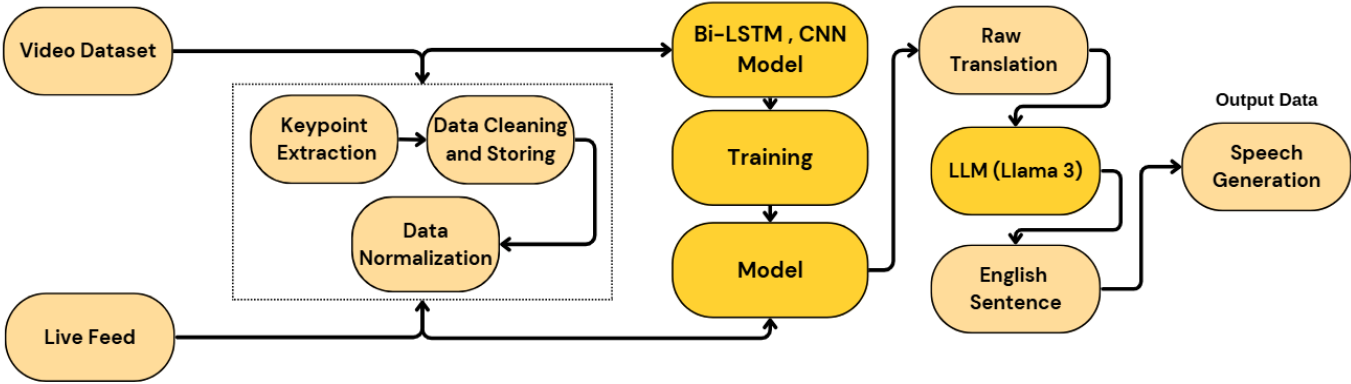 Video Dataset
Keypoint
Extraction
Data Cleaning
and Storing
Data
Normalization
Live Feed
Bi-LSTM , CNN
Model
Training
Model
Raw
Translation
LLM (Llama 3)
English
Sentence
Output Data
Speech
Generation